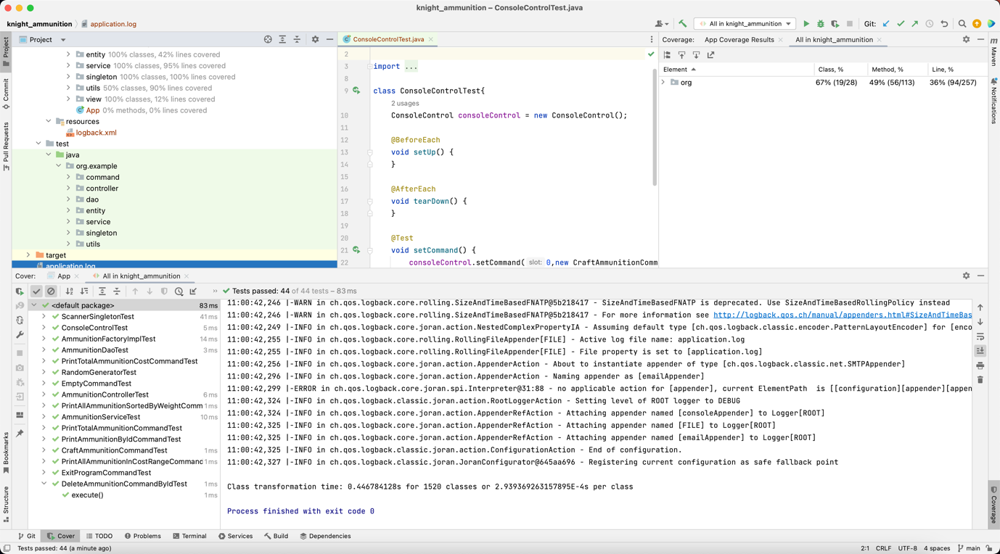 knight_ammunition – ConsoleControlTest.java
knight_ammunition application.log
All in knight_ammunition
Git:
Project
ConsoleControlTest.java
Coverage: App Coverage Results All in knight_ammunition
entity 100% classes, 42% lines covered
service 100% classes, 95% lines covered
singleton 100% classes, 100% lines covered
utils 50% classes, 90% lines covered
view 100% classes, 12% lines covered
App 0% methods, 0% lines covered
resources
logback.xml
test
java
org.example
command
controller
dao
entity
service
singleton
utils
target
application.log
2
3 import ...
8
9 class ConsoleControlTest{
2 usages
10 ConsoleControl consoleControl = new ConsoleControl();
11
12 @BeforeEach
13 void setUp() {
14 }
15
16 @AfterEach
17 void tearDown() {
18 }
19
20 @Test
21 void setCommand() {
22 consoleControl.setCommand( slot: 0,new CraftAmmunitionComm
Element Class, % Method, % Line, %
org 67% (19/28) 49% (56/113) 36% (94/257)
Project
Commit
Pull Requests
Bookmarks
Structure
m
Maven
Notifications
Coverage
Cover: App All in knight_ammunition
Tests passed: 44 of 44 tests – 83 ms
<default package> 83 ms
ScannerSingletonTest 41 ms
ConsoleControlTest 5 ms
AmmunitionFactoryImplTest 14 ms
AmmunitionDaoTest 3 ms
PrintTotalAmmunitionCostCommandTest
RandomGeneratorTest
EmptyCommandTest
AmmunitionControllerTest 6 ms
PrintAllAmmunitionSortedByWeightComm 1 ms
AmmunitionServiceTest 10 ms
PrintTotalAmmunitionCommandTest
PrintAmmunitionByIdCommandTest
CraftAmmunitionCommandTest 1 ms
PrintAllAmmunitionInCostRangeCommand 1 ms
ExitProgramCommandTest
DeleteAmmunitionCommandByIdTest 1 ms
execute() 1 ms
11:00:42,246 |-WARN in ch.qos.logback.core.rolling.SizeAndTimeBasedFNATP@5b218417 - SizeAndTimeBasedFNATP is deprecated. Use SizeAndTimeBasedRollingPolicy instead
11:00:42,246 |-WARN in ch.qos.logback.core.rolling.SizeAndTimeBasedFNATP@5b218417 - For more information see http://logback.qos.ch/manual/appenders.html#SizeAndTimeBas
11:00:42,249 |-INFO in ch.qos.logback.core.joran.action.NestedComplexPropertyIA - Assuming default type [ch.qos.logback.classic.encoder.PatternLayoutEncoder] for [enco
11:00:42,255 |-INFO in ch.qos.logback.core.rolling.RollingFileAppender[FILE] - Active log file name: application.log
11:00:42,255 |-INFO in ch.qos.logback.core.rolling.RollingFileAppender[FILE] - File property is set to [application.log]
11:00:42,256 |-INFO in ch.qos.logback.core.joran.action.AppenderAction - About to instantiate appender of type [ch.qos.logback.classic.net.SMTPAppender]
11:00:42,296 |-INFO in ch.qos.logback.core.joran.action.AppenderAction - Naming appender as [emailAppender]
11:00:42,299 |-ERROR in ch.qos.logback.core.joran.spi.Interpreter@31:88 - no applicable action for [appender], current ElementPath  is [[configuration][appender][appen
11:00:42,324 |-INFO in ch.qos.logback.classic.joran.action.RootLoggerAction - Setting level of ROOT logger to DEBUG
11:00:42,324 |-INFO in ch.qos.logback.core.joran.action.AppenderRefAction - Attaching appender named [consoleAppender] to Logger[ROOT]
11:00:42,325 |-INFO in ch.qos.logback.core.joran.action.AppenderRefAction - Attaching appender named [FILE] to Logger[ROOT]
11:00:42,325 |-INFO in ch.qos.logback.core.joran.action.AppenderRefAction - Attaching appender named [emailAppender] to Logger[ROOT]
11:00:42,325 |-INFO in ch.qos.logback.classic.joran.action.ConfigurationAction - End of configuration.
11:00:42,327 |-INFO in ch.qos.logback.classic.joran.JoranConfigurator@645aa696 - Registering current configuration as safe fallback point
Class transformation time: 0.446784128s for 1520 classes or 2.939369263157895E-4s per class
Process finished with exit code 0
Git Cover TODO Problems Terminal Services Build Dependencies
Tests passed: 44 (a minute ago) 2:1 CRLF UTF-8 4 spaces main